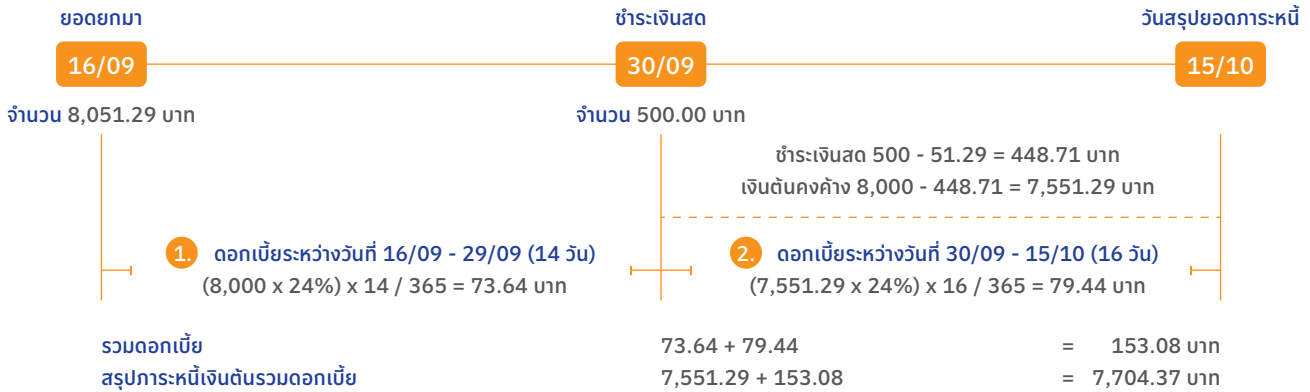 ยอดยกมา ชำระเงินสด วันสรุปยอดภาระหนี้
16/09 30/09 15/10
จำนวน 8,051.29 บาท จำนวน 500.00 บาท
ชำระเงินสด 500 - 51.29 = 448.71 บาท
เงินต้นคงค้าง 8,000 - 448.71 = 7,551.29 บาท
1. ดอกเบี้ยระหว่างวันที่ 16/09 - 29/09 (14 วัน)
(8,000 x 24%) x 14 / 365 = 73.64 บาท
2. ดอกเบี้ยระหว่างวันที่ 30/09 - 15/10 (16 วัน)
(7,551.29 x 24%) x 16 / 365 = 79.44 บาท
รวมดอกเบี้ย 73.64 + 79.44 = 153.08 บาท
สรุปภาระหนี้เงินต้นรวมดอกเบี้ย 7,551.29 + 153.08 = 7,704.37 บาท